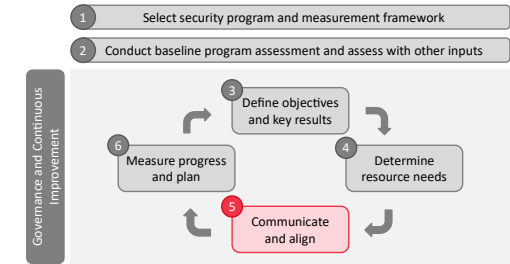 1
Select security program and measurement framework
2
Conduct baseline program assessment and assess with other inputs
Governance and Continuous
Improvement
3
Define objectives
and key results
4
Determine
resource needs
5
Communicate
and align
6
Measure progress
and plan